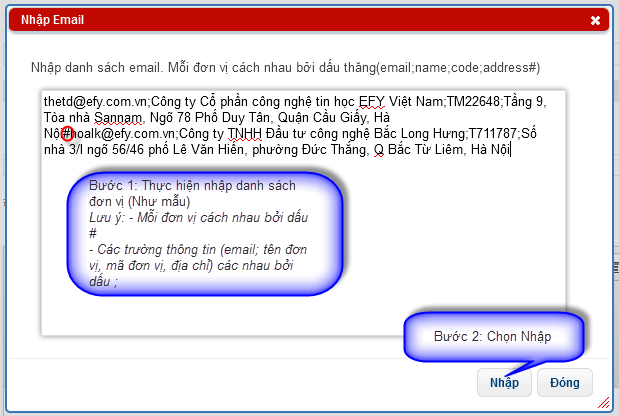 Nhập Email
Nhập danh sách email. Mỗi đơn vị cách nhau bởi dấu thăng(email;name;code;address#)
thetd@efy.com.vn;Công ty Cổ phần công nghệ tin học EFY Việt Nam;TM22648;Tầng 9,
Tòa nhà Sannam, Ngõ 78 Phố Duy Tân, Quận Cầu Giấy, Hà
Nội#hoalk@efy.com.vn;Công ty TNHH Đầu tư công nghệ Bắc Long Hưng;T711787;Số
nhà 3/I ngõ 56/46 phố Lê Văn Hiến, phường Đức Thắng, Q Bắc Từ Liêm, Hà Nội
Bước 1: Thực hiện nhập danh sách
đơn vị (Như mẫu)
Lưu ý: - Mỗi đơn vị cách nhau bởi dấu
#
- Các trường thông tin (email; tên đơn
vị, mã đơn vị, địa chỉ) các nhau bởi
dấu ;
Bước 2: Chọn Nhập
Nhập
Đóng